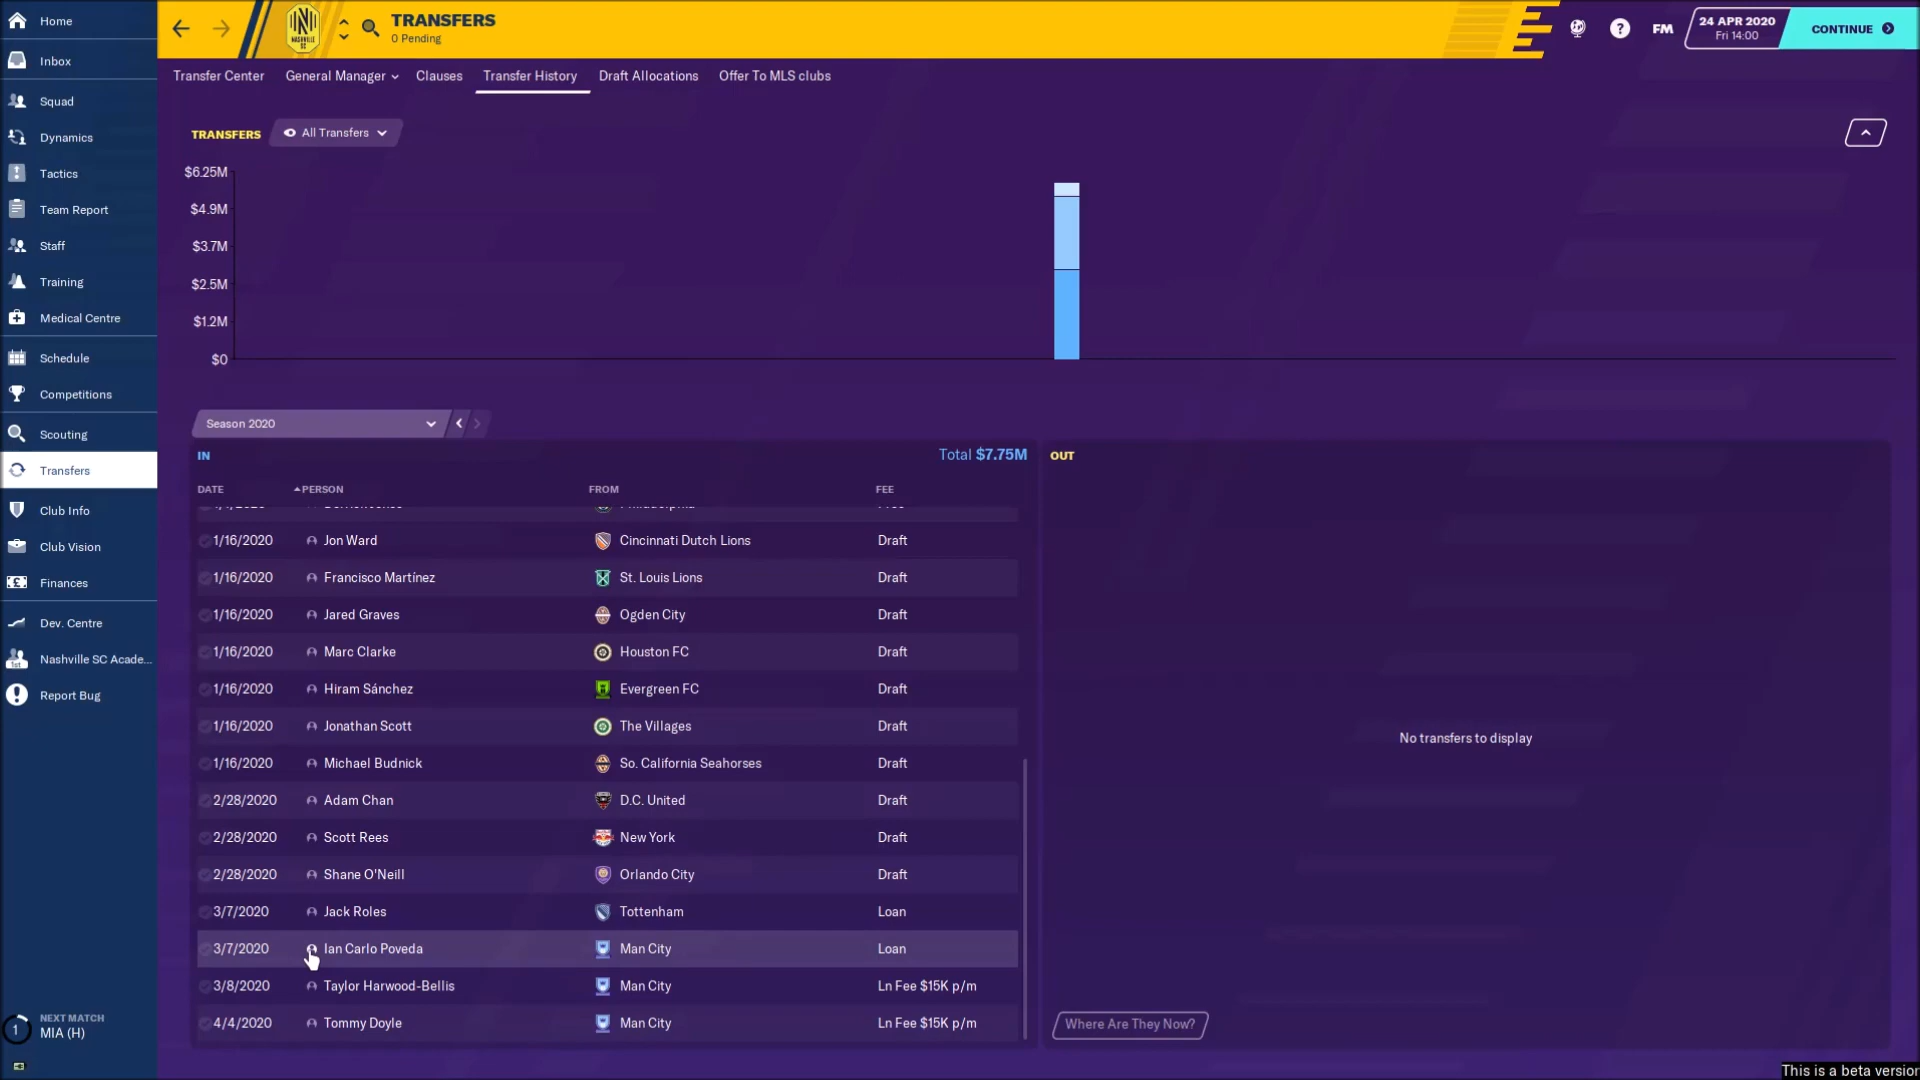 Home
Inbox
Squad
Dynamics
Tactics
Team Report
Staff
Training
Medical Centre
Schedule
Competitions
Scouting
Transfers
Club Info
Club Vision
Finances
Dev. Centre
Nashville SC Acade...
Report Bug
1 NEXT MATCH
MIA (H)
TRANSFERS
0 Pending
FM
24 APR 2020
Fri 14:00
CONTINUE
Transfer Center General Manager Clauses Transfer History Draft Allocations Offer To MLS clubs
TRANSFERS All Transfers
$6.25M
$4.9M
$3.7M
$2.5M
$1.2M
$0
Season 2020
IN Total $7.75M
DATE PERSON FROM FEE
1/16/2020 Jon Ward Cincinnati Dutch Lions Draft
1/16/2020 Francisco Martínez St. Louis Lions Draft
1/16/2020 Jared Graves Ogden City Draft
1/16/2020 Marc Clarke Houston FC Draft
1/16/2020 Hiram Sánchez Evergreen FC Draft
1/16/2020 Jonathan Scott The Villages Draft
1/16/2020 Michael Budnick So. California Seahorses Draft
2/28/2020 Adam Chan D.C. United Draft
2/28/2020 Scott Rees New York Draft
2/28/2020 Shane O'Neill Orlando City Draft
3/7/2020 Jack Roles Tottenham Loan
3/7/2020 Ian Carlo Poveda Man City Loan
3/8/2020 Taylor Harwood-Bellis Man City Ln Fee $15K p/m
4/4/2020 Tommy Doyle Man City Ln Fee $15K p/m
OUT
No transfers to display
Where Are They Now?
This is a beta version